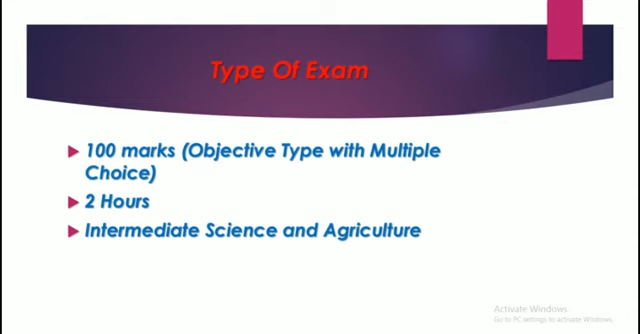 Type Of Exam
100 marks (Objective Type with Multiple
Choice)
2 Hours
Intermediate Science and Agriculture
Activate Windows
Go to PC settings to activate Windows.